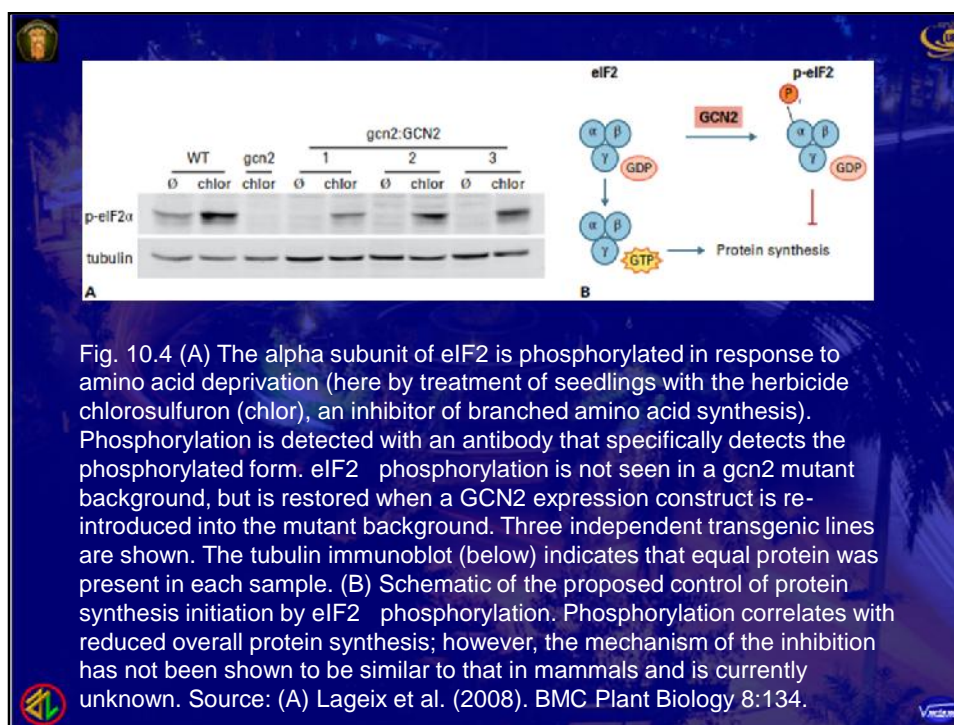 eIF2 p-eIF2
P
gcn2:GCN2
GCN2
WT gcn2 1 2 3
α β α β
γ GDP γ GDP
Ø chlor chlor Ø chlor Ø chlor Ø chlor
p-eIF2α
α β
γ GTP Protein synthesis
tubulin
A B
Fig. 10.4 (A) The alpha subunit of eIF2 is phosphorylated in response to
amino acid deprivation (here by treatment of seedlings with the herbicide
chlorosulfuron (chlor), an inhibitor of branched amino acid synthesis).
Phosphorylation is detected with an antibody that specifically detects the
phosphorylated form. eIF2 phosphorylation is not seen in a gcn2 mutant
background, but is restored when a GCN2 expression construct is re-
introduced into the mutant background. Three independent transgenic lines
are shown. The tubulin immunoblot (below) indicates that equal protein was
present in each sample. (B) Schematic of the proposed control of protein
synthesis initiation by eIF2 phosphorylation. Phosphorylation correlates with
reduced overall protein synthesis; however, the mechanism of the inhibition
has not been shown to be similar to that in mammals and is currently
unknown. Source: (A) Lageix et al. (2008). BMC Plant Biology 8:134.